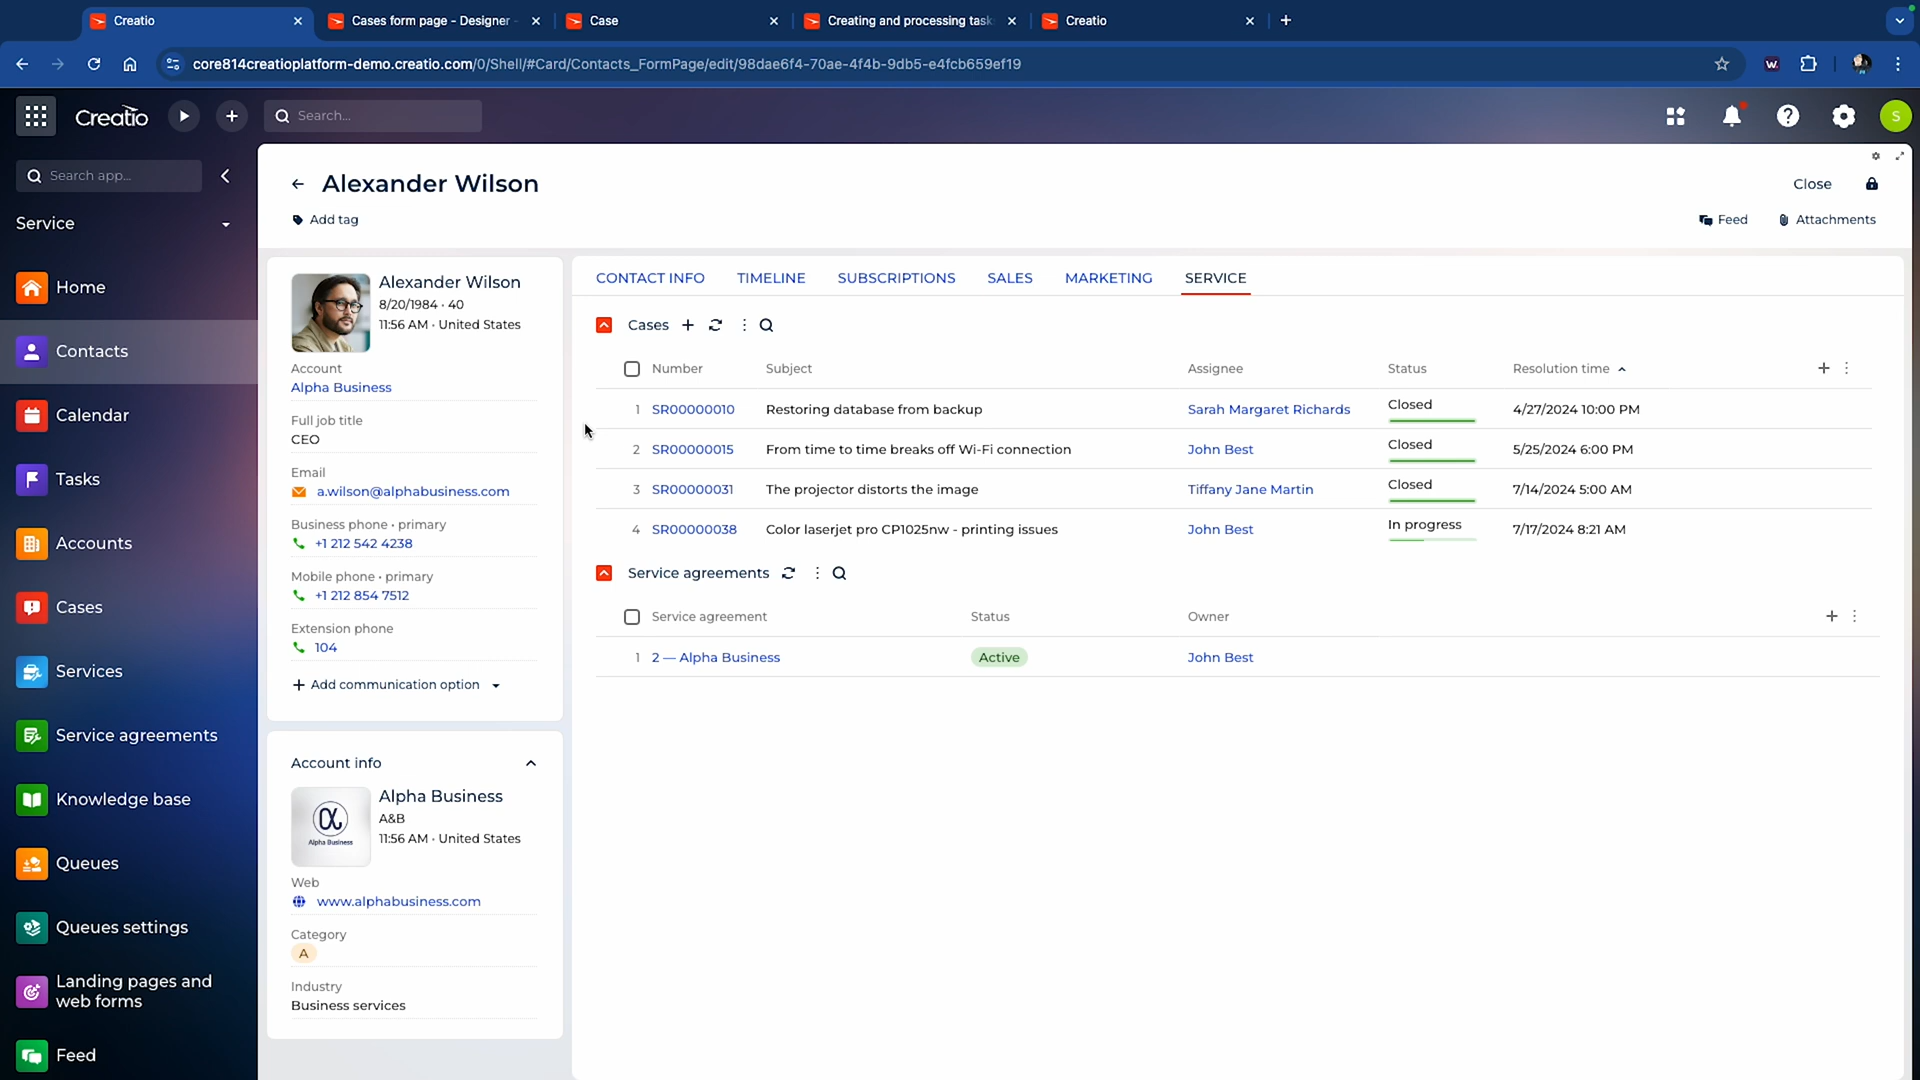 Creatio
Cases form page - Designer
Case
Creating and processing task
Creatio
core814creatioplatform-demo.creatio.com/0/Shell/#Card/Contacts_FormPage/edit/98dae6f4-70ae-4f4b-9db5-e4fcb659ef19
Creatio
Search...
S
Search app...
Service
Home
Contacts
Calendar
Tasks
Accounts
Cases
Services
Service agreements
Knowledge base
Queues
Queues settings
Landing pages and
web forms
Feed
Alexander Wilson
Close
Add tag
Feed
Attachments
Alexander Wilson
8/20/1984 · 40
11:56 AM · United States
Account
Alpha Business
Full job title
CEO
Email
a.wilson@alphabusiness.com
Business phone • primary
+1 212 542 4238
Mobile phone • primary
+1 212 854 7512
Extension phone
104
Add communication option
Account info
Alpha Business
Alpha Business
A&B
11:56 AM · United States
Web
www.alphabusiness.com
Category
A
Industry
Business services
CONTACT INFO TIMELINE SUBSCRIPTIONS SALES MARKETING SERVICE
Cases
Number Subject Assignee Status Resolution time
1 SR00000010 Restoring database from backup Sarah Margaret Richards Closed 4/27/2024 10:00 PM
2 SR00000015 From time to time breaks off Wi-Fi connection John Best Closed 5/25/2024 6:00 PM
3 SR00000031 The projector distorts the image Tiffany Jane Martin Closed 7/14/2024 5:00 AM
4 SR00000038 Color laserjet pro CP1025nw - printing issues John Best In progress 7/17/2024 8:21 AM
Service agreements
Service agreement Status Owner
1 2 — Alpha Business Active John Best